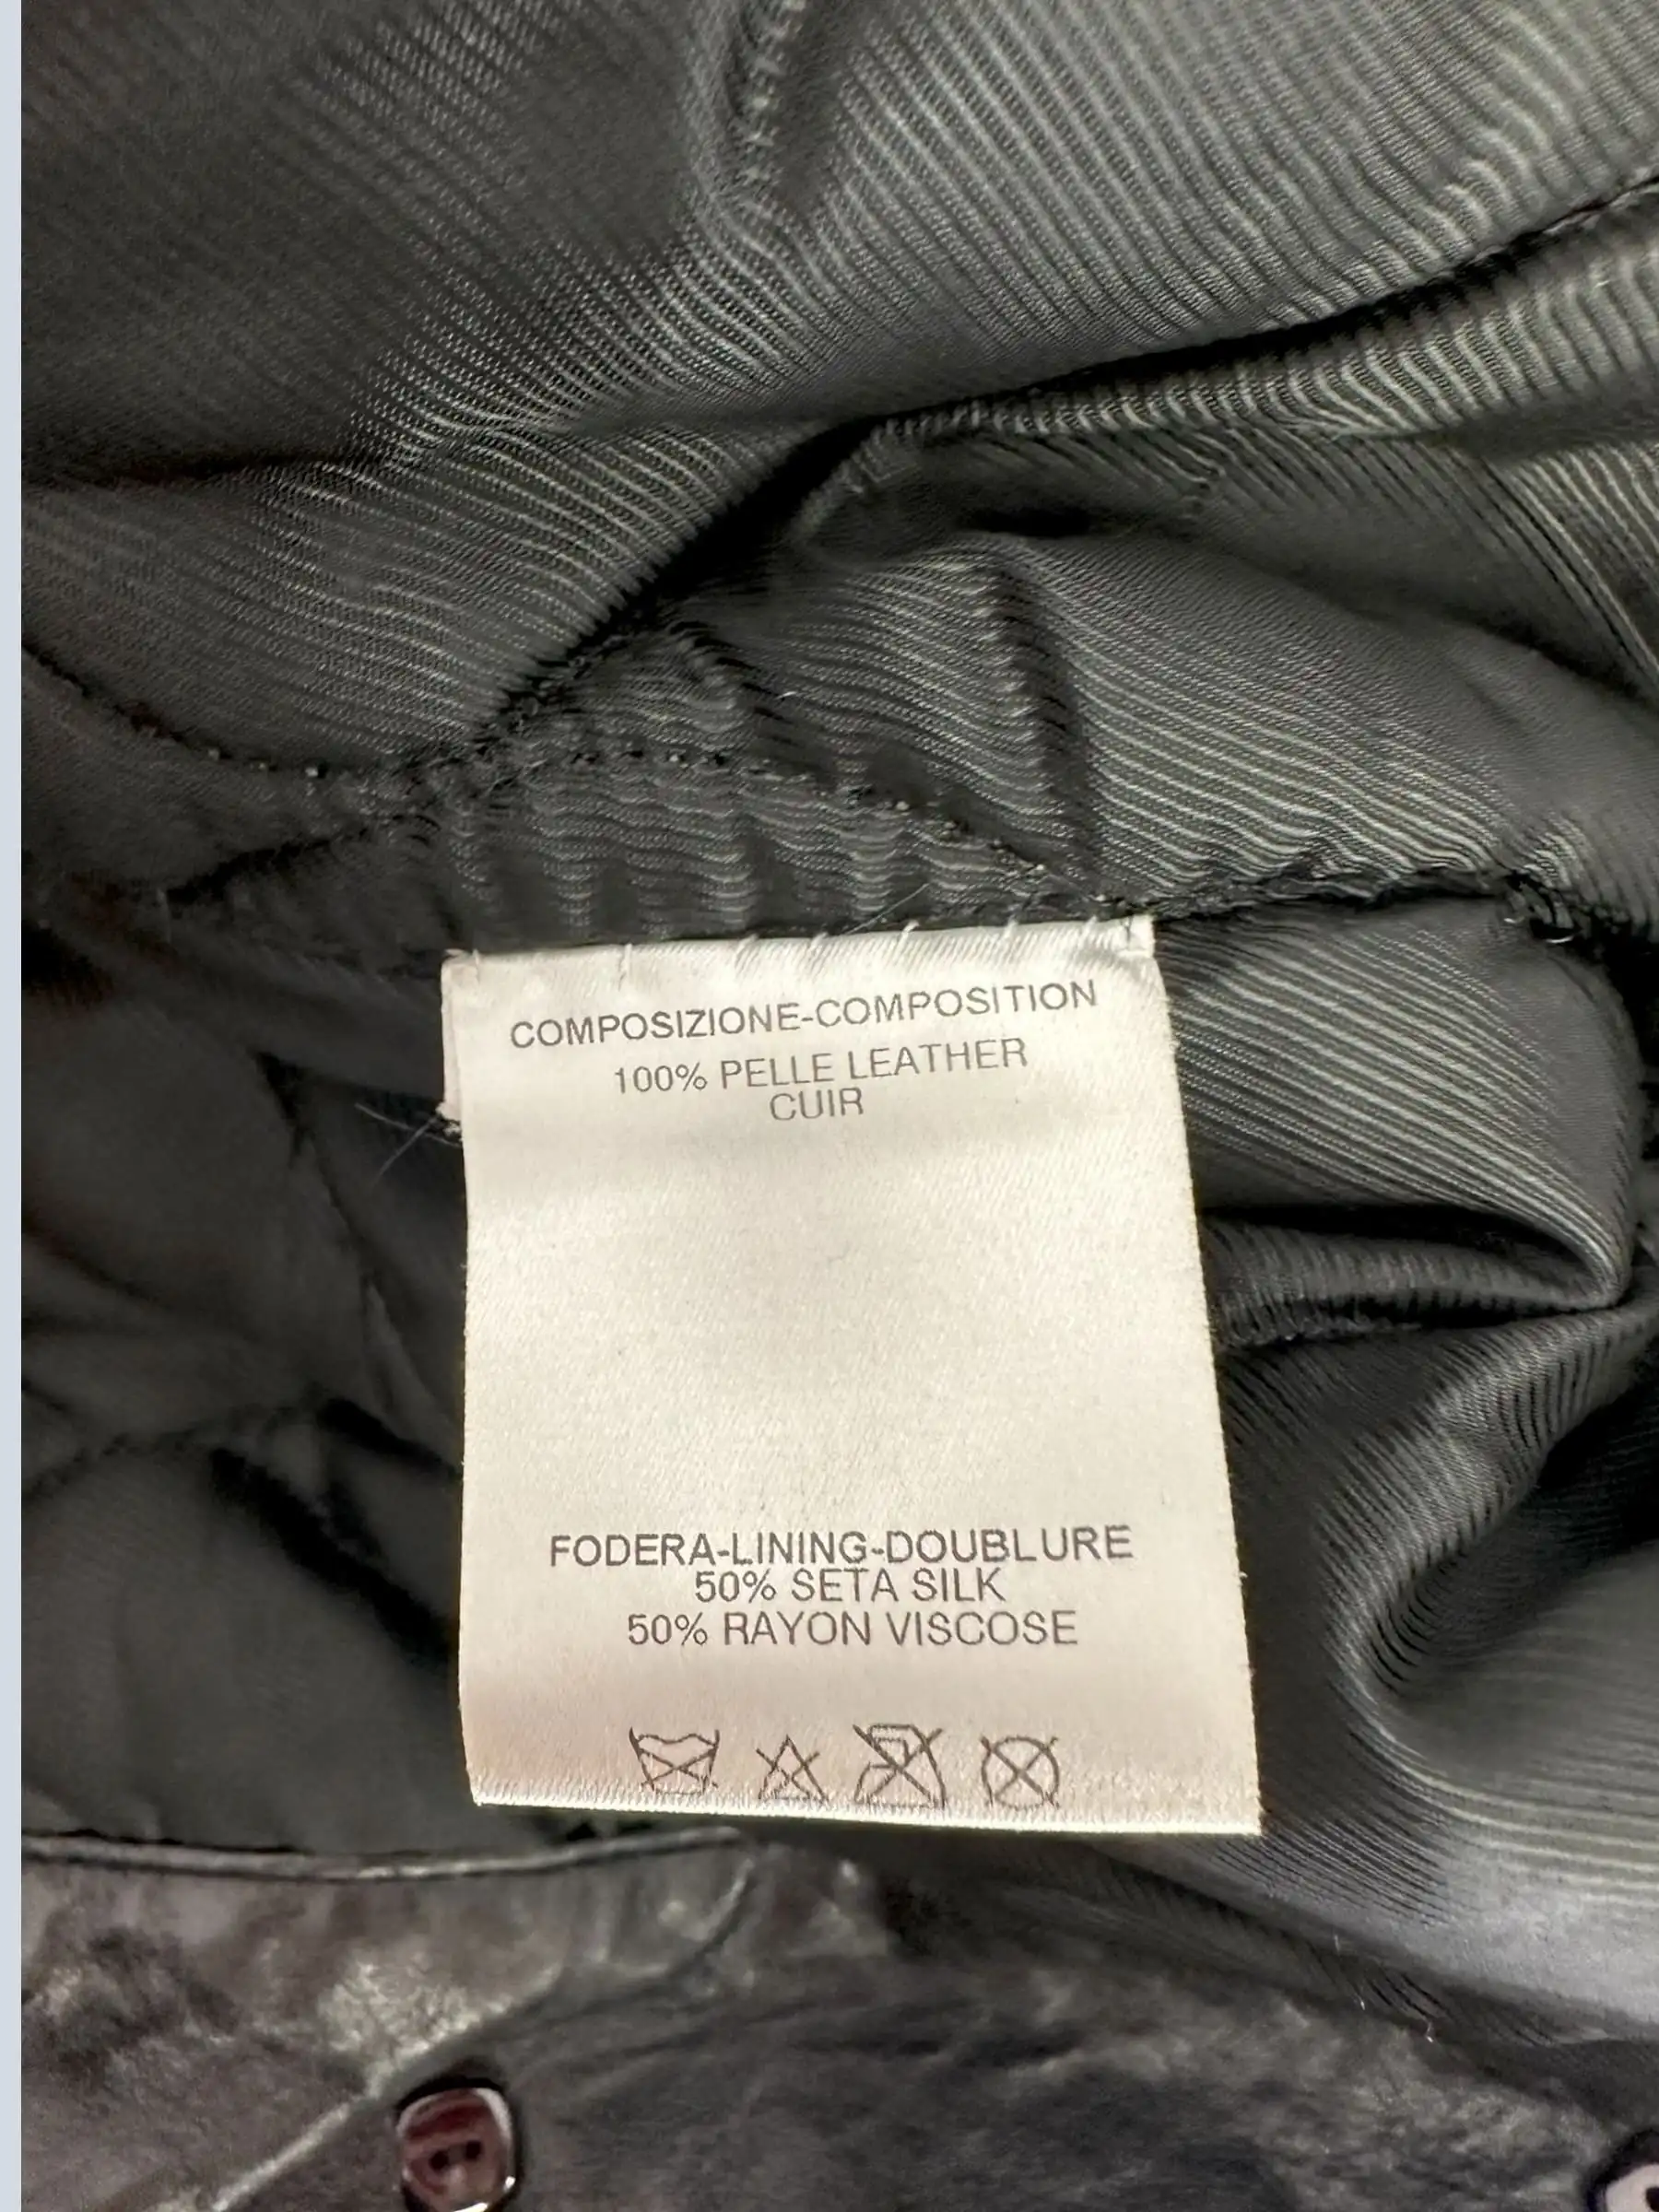 COMPOSIZIONE-COMPOSITION
100% PELLE LEATHER
CUIR
FODERA-LINING-DOUBLURE
50% SETA SILK
50% RAYON VISCOSE